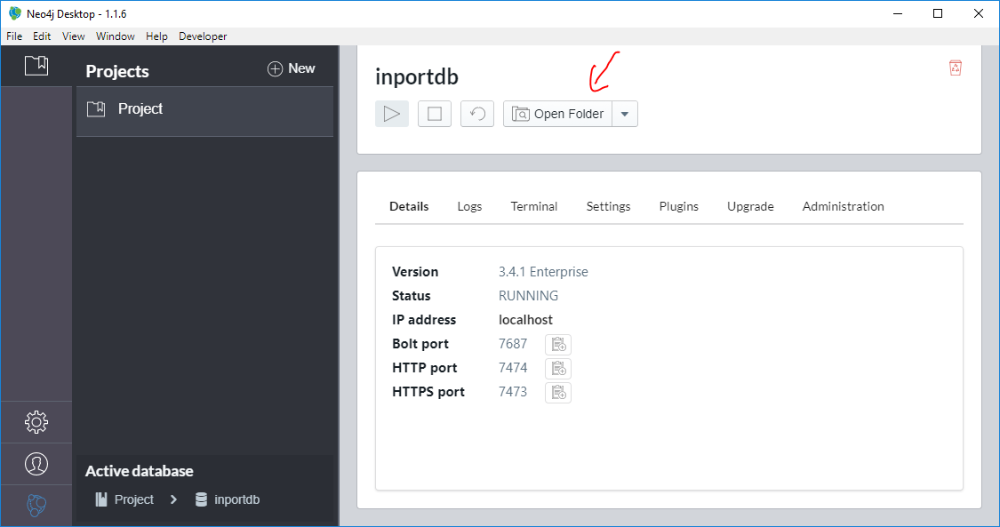 Neo4j Desktop - 1.1.6
File Edit View Window Help Developer
Projects
New
Project
Active database
Project
inportdb
inportdb
Open Folder
Details Logs Terminal Settings Plugins Upgrade Administration
Version 3.4.1 Enterprise
Status RUNNING
IP address localhost
Bolt port 7687
HTTP port 7474
HTTPS port 7473